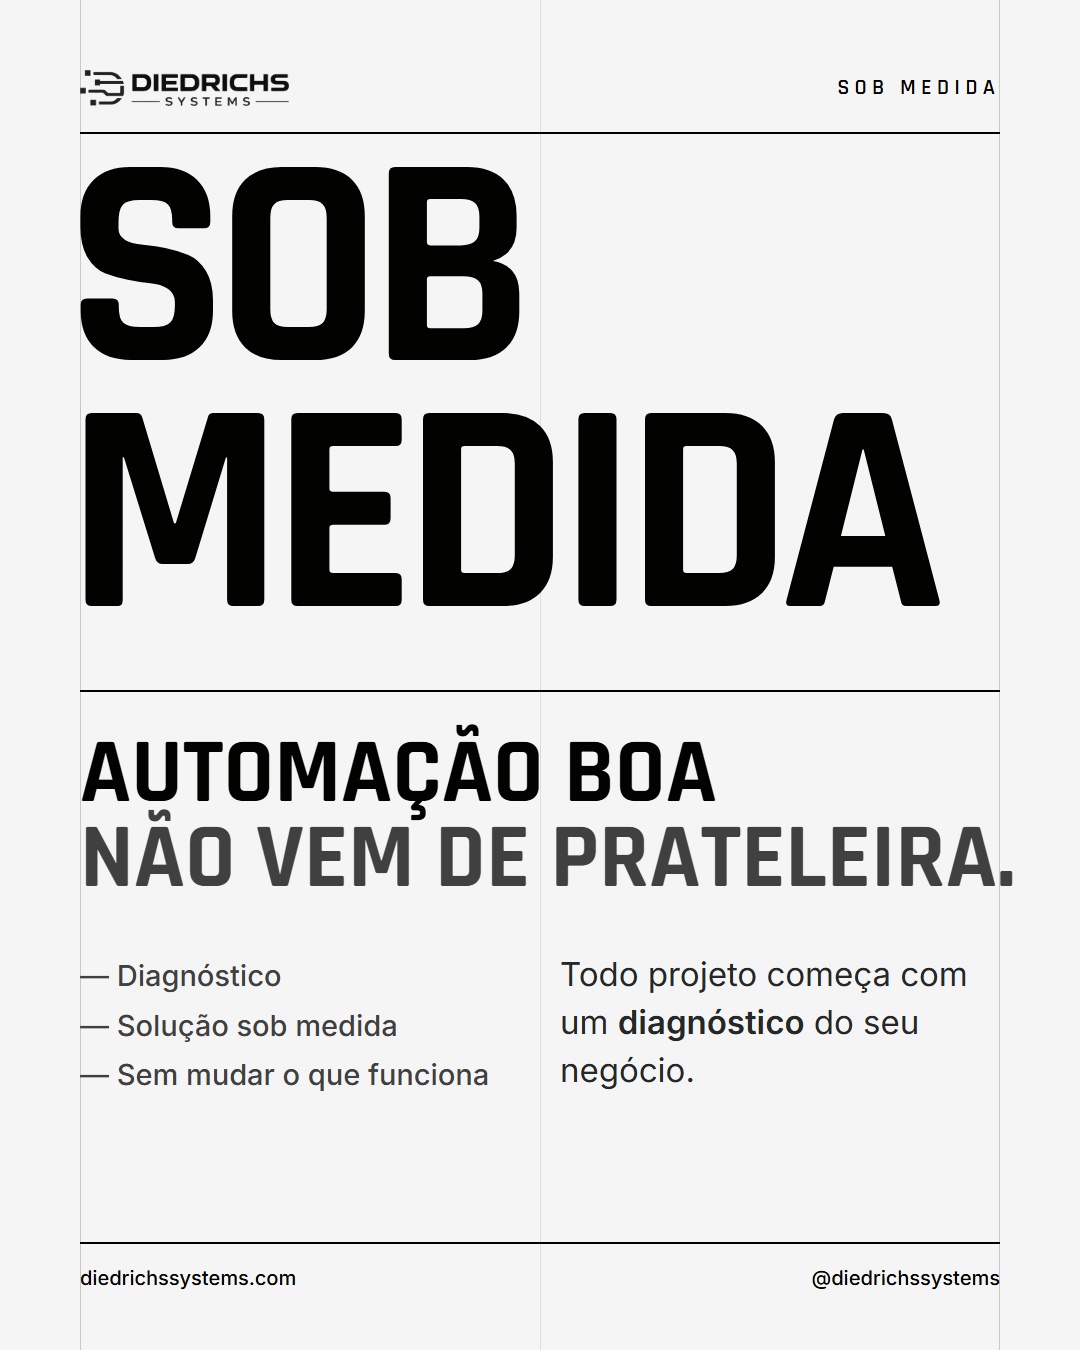 DIEDRICHS
SYSTEMS
SOB MEDIDA
SOB
MEDIDA
AUTOMAÇÃO BOA
NÃO VEM DE PRATELEIRA.
— Diagnóstico
— Solução sob medida
— Sem mudar o que funciona
Todo projeto começa com
um diagnóstico do seu
negócio.
diedrichssystems.com
@diedrichssystems